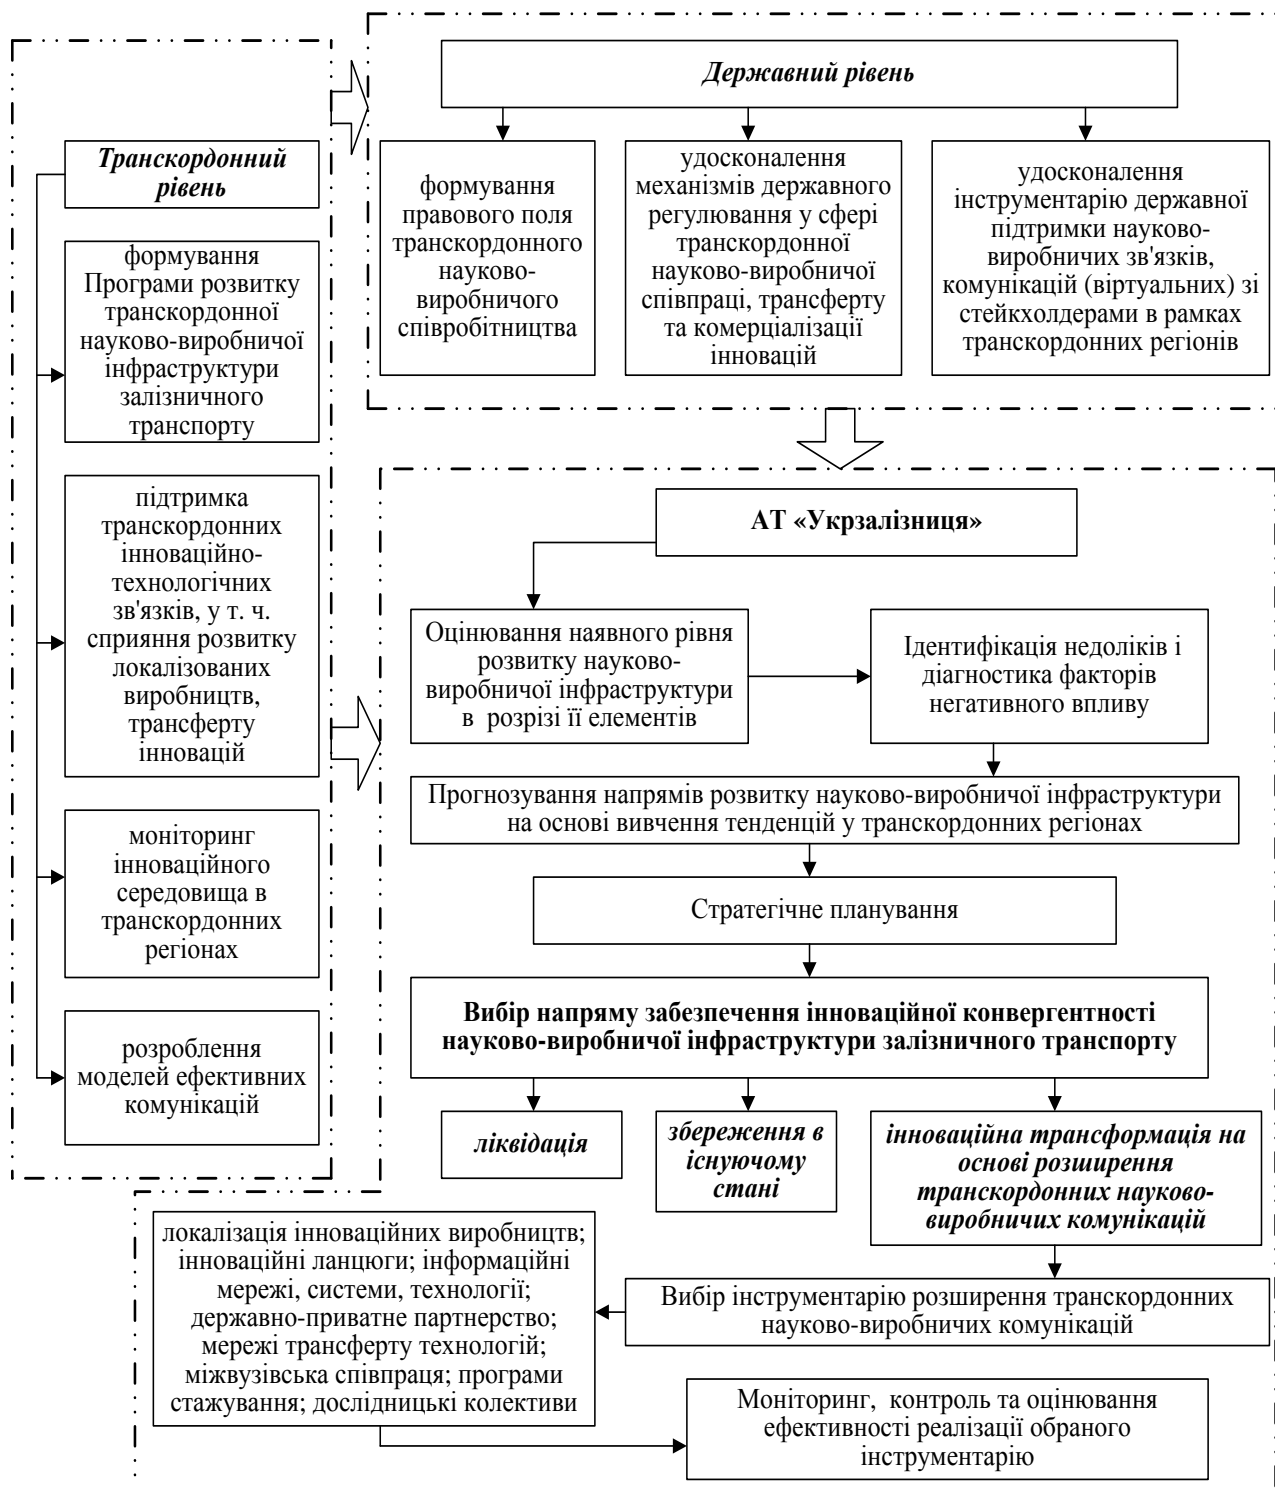 Державний рівень
Транскордонний
рівень
формування
правового поля
транскордонного
науково-
виробничого
співробітництва
удосконалення
механізмів державного
регулювання у сфері
транскордонної
науково-виробничої
співпраці, трансферту
та комерціалізації
інновацій
удосконалення
інструментарію державної
підтримки науково-
виробничих зв'язків,
комунікацій (віртуальних) зі
стейкхолдерами в рамках
транскордонних регіонів
формування
Програми розвитку
транскордонної
науково-виробничої
інфраструктури
залізничного
транспорту
підтримка
транскордонних
інноваційно-
технологічних
зв'язків, у т. ч.
сприяння розвитку
локалізованих
виробництв,
трансферту
інновацій
моніторинг
інноваційного
середовища в
транскордонних
регіонах
розроблення
моделей ефективних
комунікацій
АТ «Укрзалізниця»
Оцінювання наявного рівня
розвитку науково-
виробничої інфраструктури
в розрізі її елементів
Ідентифікація недоліків і
діагностика факторів
негативного впливу
Прогнозування напрямів розвитку науково-виробничої інфраструктури
на основі вивчення тенденцій у транскордонних регіонах
Стратегічне планування
Вибір напряму забезпечення інноваційної конвергентності
науково-виробничої інфраструктури залізничного транспорту
ліквідація
збереження в
існуючому
стані
інноваційна трансформація на
основі розширення
транскордонних науково-
виробничих комунікацій
локалізація інноваційних виробництв;
інноваційні ланцюги; інформаційні
мережі, системи, технології;
державно-приватне партнерство;
мережі трансферту технологій;
міжвузівська співпраця; програми
стажування; дослідницькі колективи
Вибір інструментарію розширення транскордонних
науково-виробничих комунікацій
Моніторинг, контроль та оцінювання
ефективності реалізації обраного
інструментарію